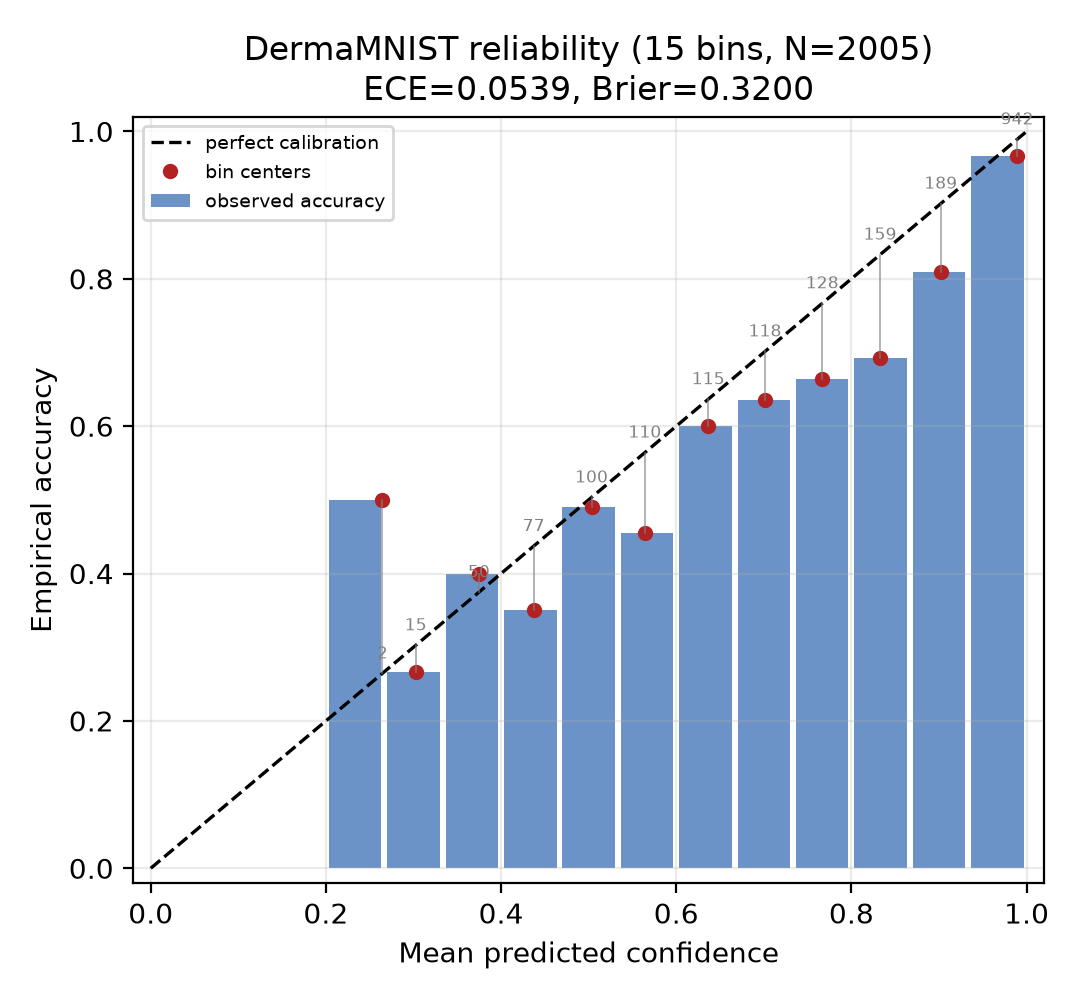 DermaMNIST reliability (15 bins, N=2005)
ECE=0.0539, Brier=0.3200
perfect calibration
bin centers
observed accuracy
942
189
159
128
118
115
110
100
77
50
15
2
Empirical accuracy
1.0
0.8
0.6
0.4
0.2
0.0
0.0 0.2 0.4 0.6 0.8 1.0
Mean predicted confidence